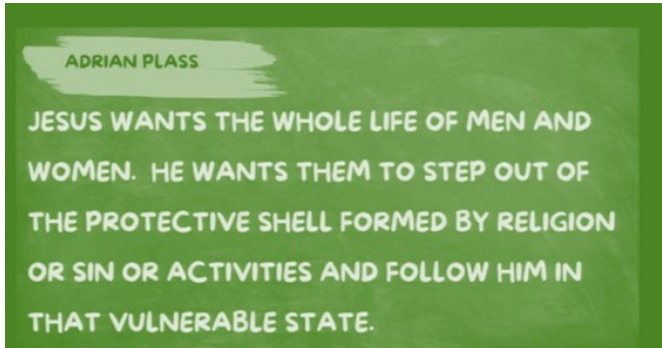 ADRIAN PLASS
JESUS WANTS THE WHOLE LIFE OF MEN AND
WOMEN. HE WANTS THEM TO STEP OUT OF
THE PROTECTIVE SHELL FORMED BY RELIGION
OR SIN OR ACTIVITIES AND FOLLOW HIM IN
THAT VULNERABLE STATE.